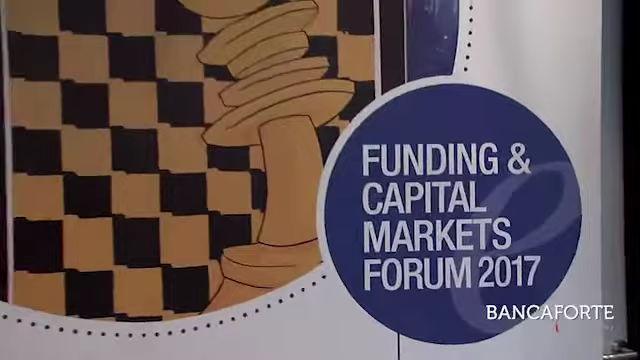 FUNDING &
CAPITAL
MARKETS
FORUM 2017
BANCAFORTE